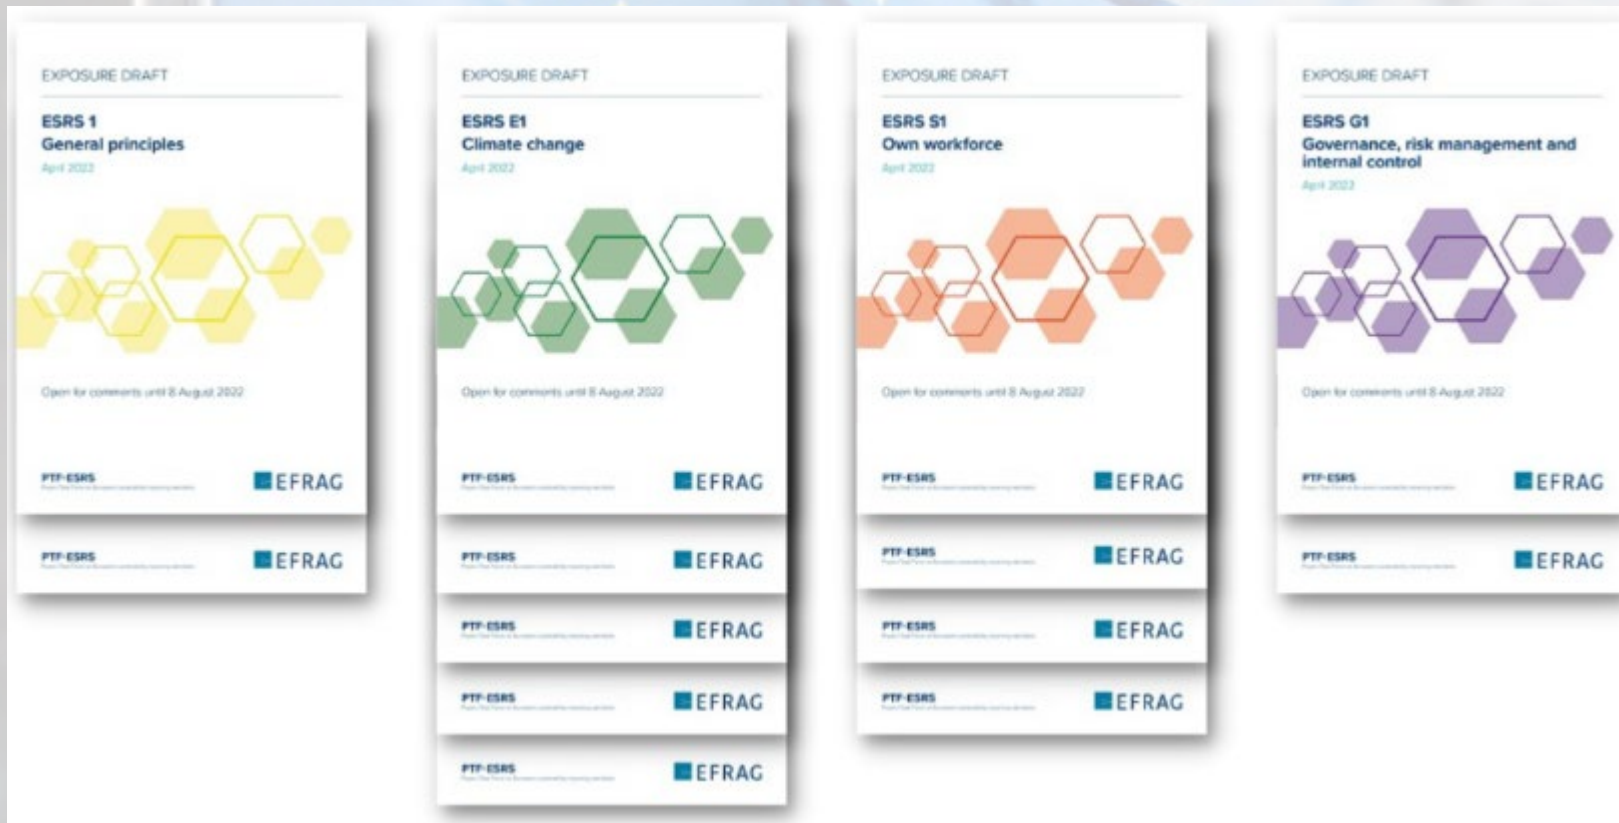 EXPOSURE DRAFT
ESRS 1
General principles
April 2022
Open for comments until 8 August 2022
PTF-ESRS
EFRAG
PTF-ESRS
EFRAG
EXPOSURE DRAFT
ESRS E1
Climate change
April 2022
Open for comments until 8 August 2022
PTF-ESRS
EFRAG
PTF-ESRS
EFRAG
PTF-ESRS
EFRAG
PTF-ESRS
EFRAG
PTF-ESRS
EFRAG
EXPOSURE DRAFT
ESRS S1
Own workforce
April 2022
Open for comments until 8 August 2022
PTF-ESRS
EFRAG
PTF-ESRS
EFRAG
PTF-ESRS
EFRAG
PTF-ESRS
EFRAG
EXPOSURE DRAFT
ESRS G1
Governance, risk management and
internal control
April 2022
Open for comments until 8 August 2022
PTF-ESRS
EFRAG
PTF-ESRS
EFRAG